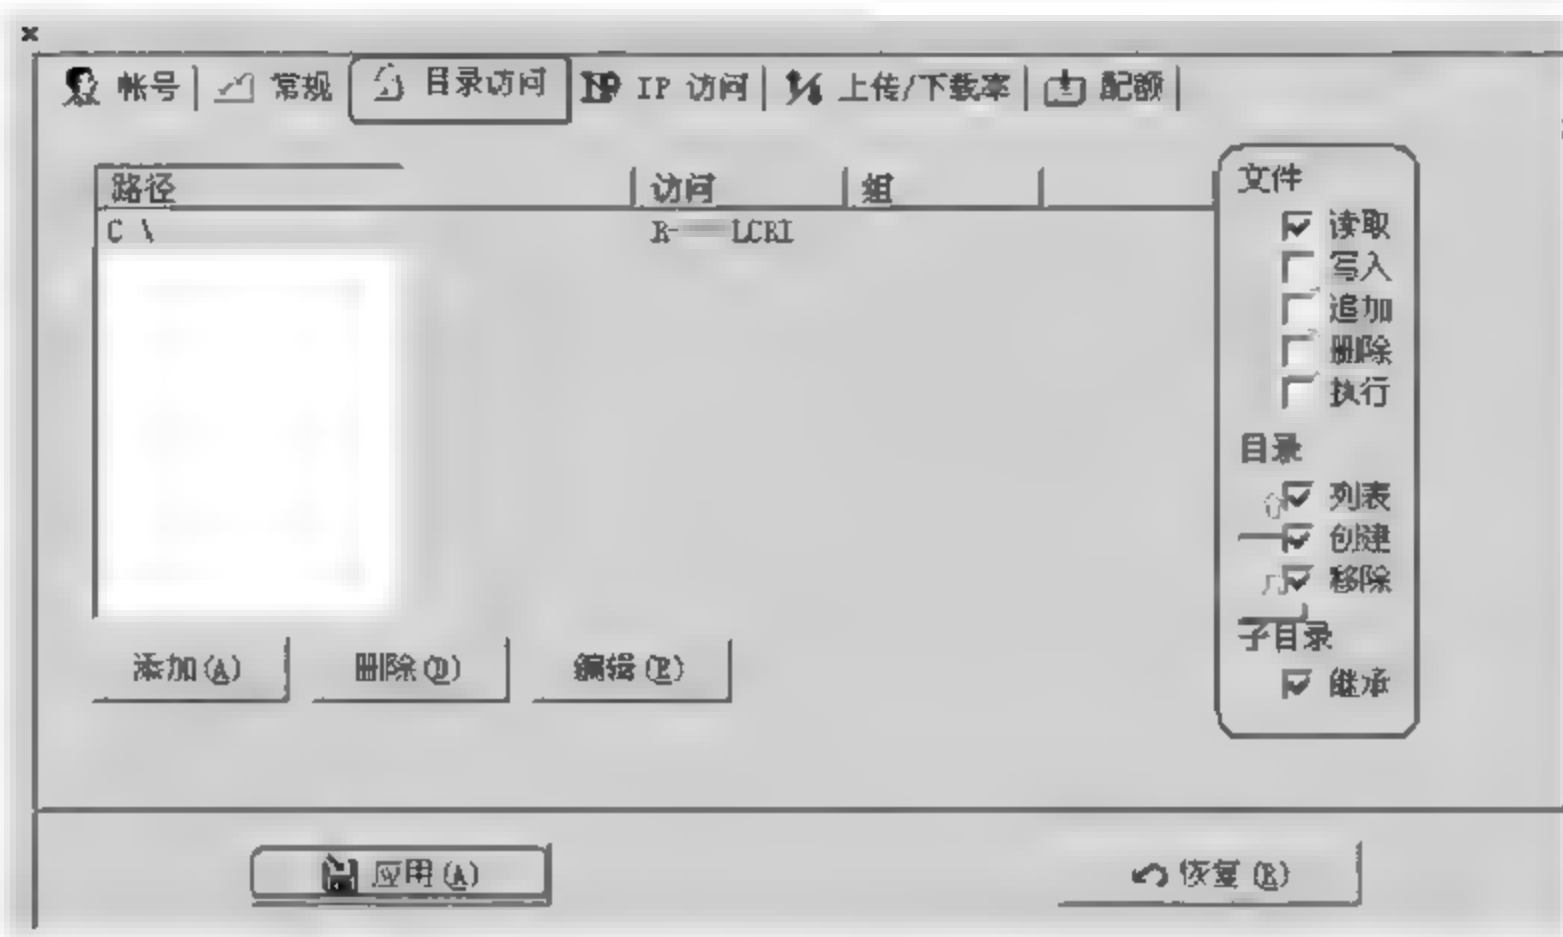 帐号 常规 目录访问 IP 访问 上传/下载率 配额
路径 访问 组
C \ R----LCRI
文件
读取
写入
追加
删除
执行
目录
列表
创建
移除
子目录
继承
添加(A) 删除(D) 编辑(E)
应用(A) 恢复(R)